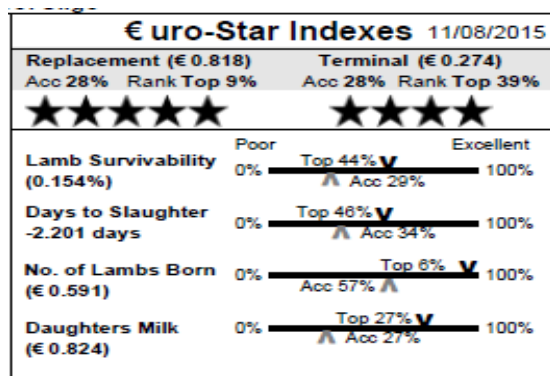 € uro-Star Indexes 11/08/2015
Replacement (€ 0.818) Terminal (€ 0.274)
Acc 28% Rank Top 9% Acc 28% Rank Top 39%
Poor Excellent
Lamb Survivability (0.154%) 0% Top 44% Acc 29% 100%
Days to Slaughter -2.201 days 0% Top 46% Acc 34% 100%
No. of Lambs Born (€ 0.591) 0% Top 6% Acc 57% 100%
Daughters Milk (€ 0.824) 0% Top 27% Acc 27% 100%